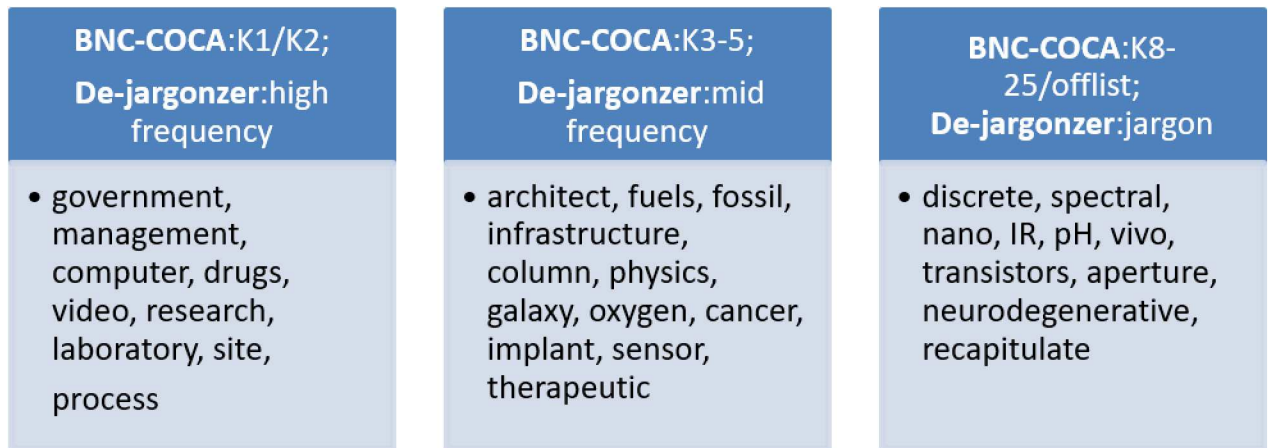 BNC-COCA:K1/K2;
De-jargonzer:high
frequency
• government,
management,
computer, drugs,
video, research,
laboratory, site,
process
BNC-COCA:K3-5;
De-jargonzer:mid
frequency
• architect, fuels, fossil,
infrastructure,
column, physics,
galaxy, oxygen, cancer,
implant, sensor,
therapeutic
BNC-COCA:K8-
25/offlist;
De-jargonzer:jargon
• discrete, spectral,
nano, IR, pH, vivo,
transistors, aperture,
neurodegenerative,
recapitulate